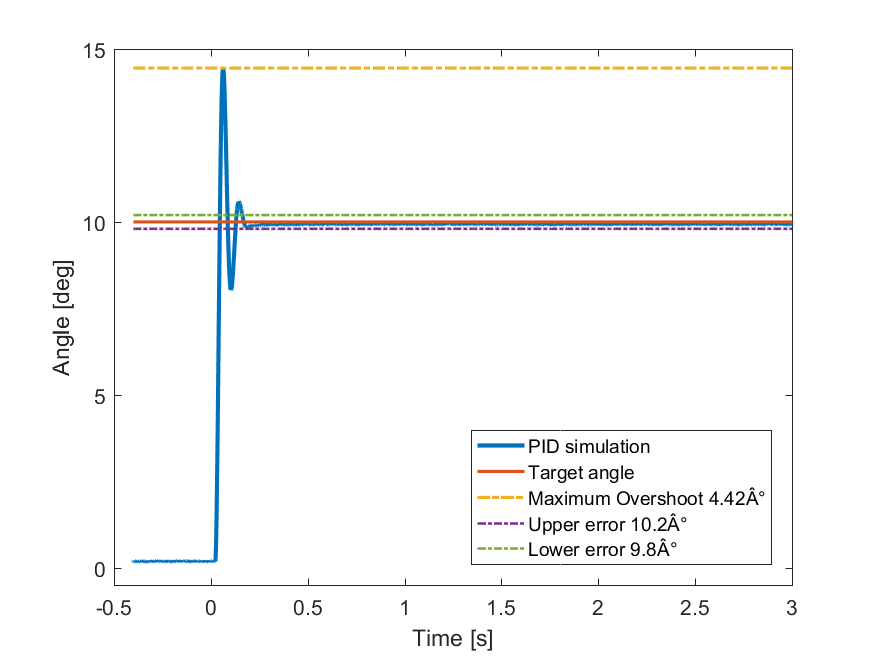 15
10
5
0
Angle [deg]
PID simulation
Target angle
Maximum Overshoot 4.42Â°
Upper error 10.2Â°
Lower error 9.8Â°
-0.5 0 0.5 1 1.5 2 2.5 3
Time [s]